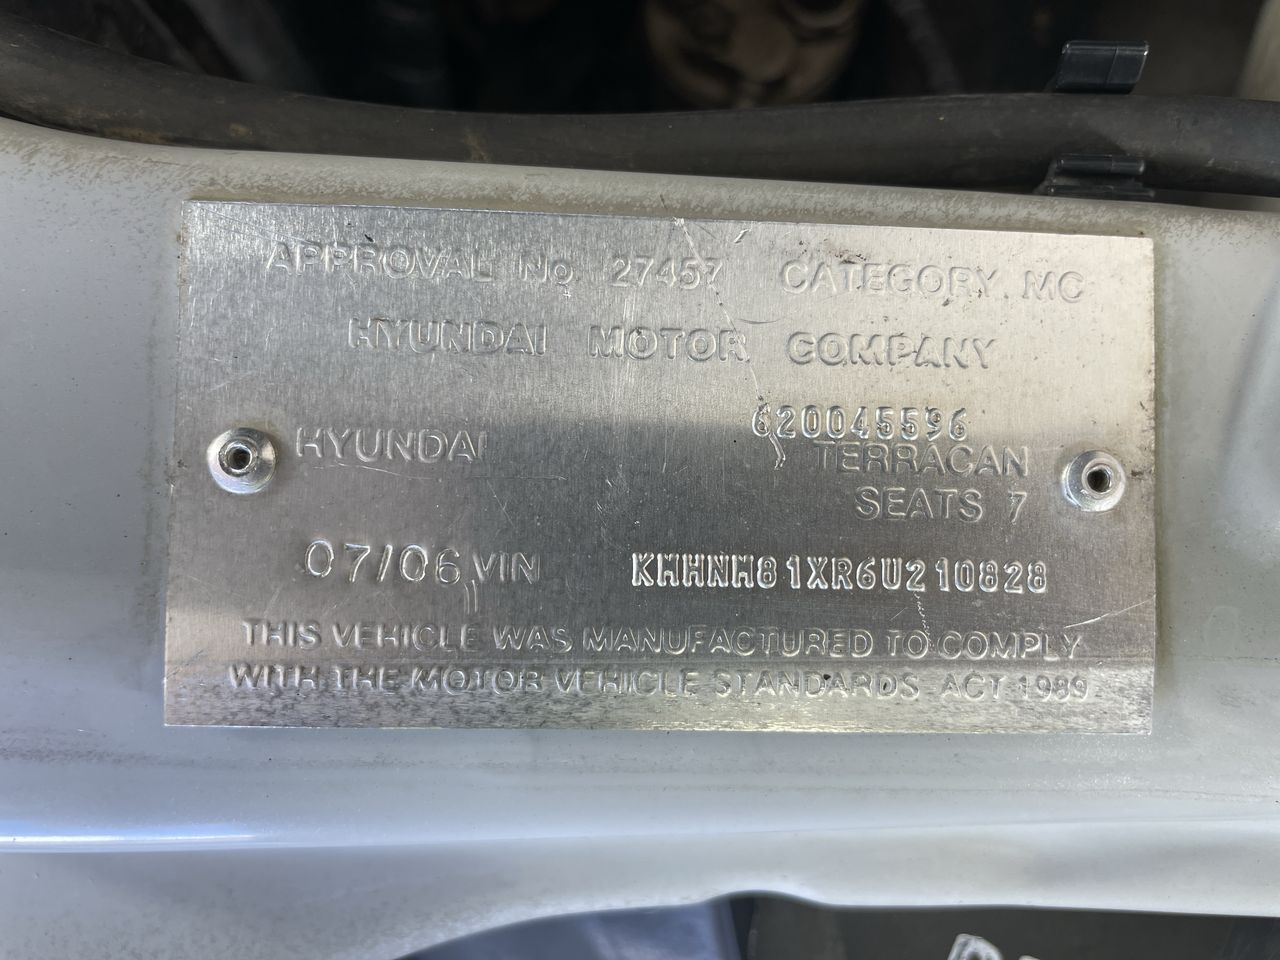 APPROVAL No. 27457 CATEGORY. MC
HYUNDAI MOTOR COMPANY
620045596
HYUNDAI TERRACAN
SEATS 7
07/06 VIN KMHNM81XR6U210828
THIS VEHICLE WAS MANUFACTURED TO COMPLY
WITH THE MOTOR VEHICLE STANDARDS ACT 1989